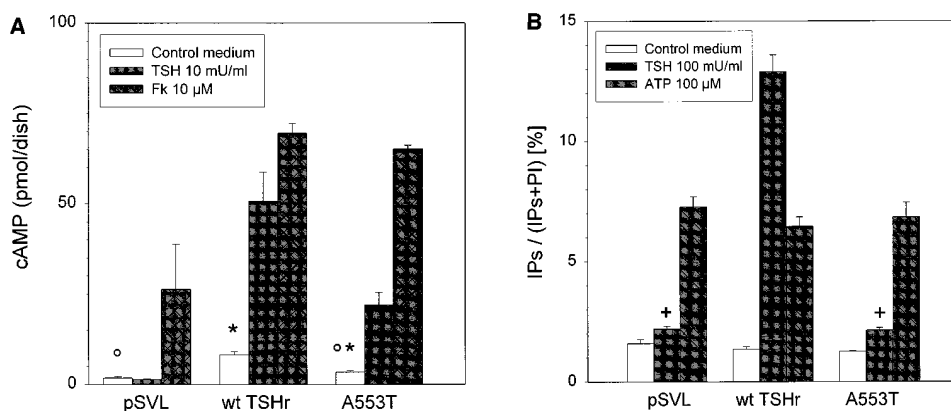 A
100
50
0
cAMP (pmol/dish)
Control medium
TSH 10 mU/ml
Fk 10 µM
o
*
o *
pSVL
wt TSHr
A553T
B
15
10
5
0
IPs / (IPs+PI) [%]
Control medium
TSH 100 mU/ml
ATP 100 µM
+
+
pSVL
wt TSHr
A553T